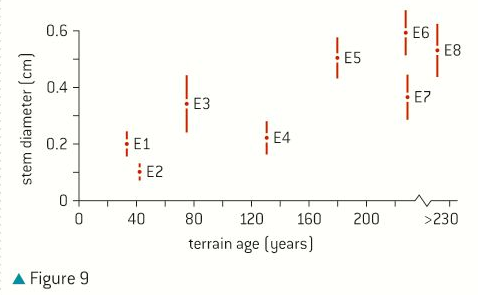 0.6
E6
E8
E5
0.4
E7
E3
E4
0.2
E1
E2
0
0 40 80 120 160 200 >230
stem diameter (cm)
terrain age (years)
▲ Figure 9